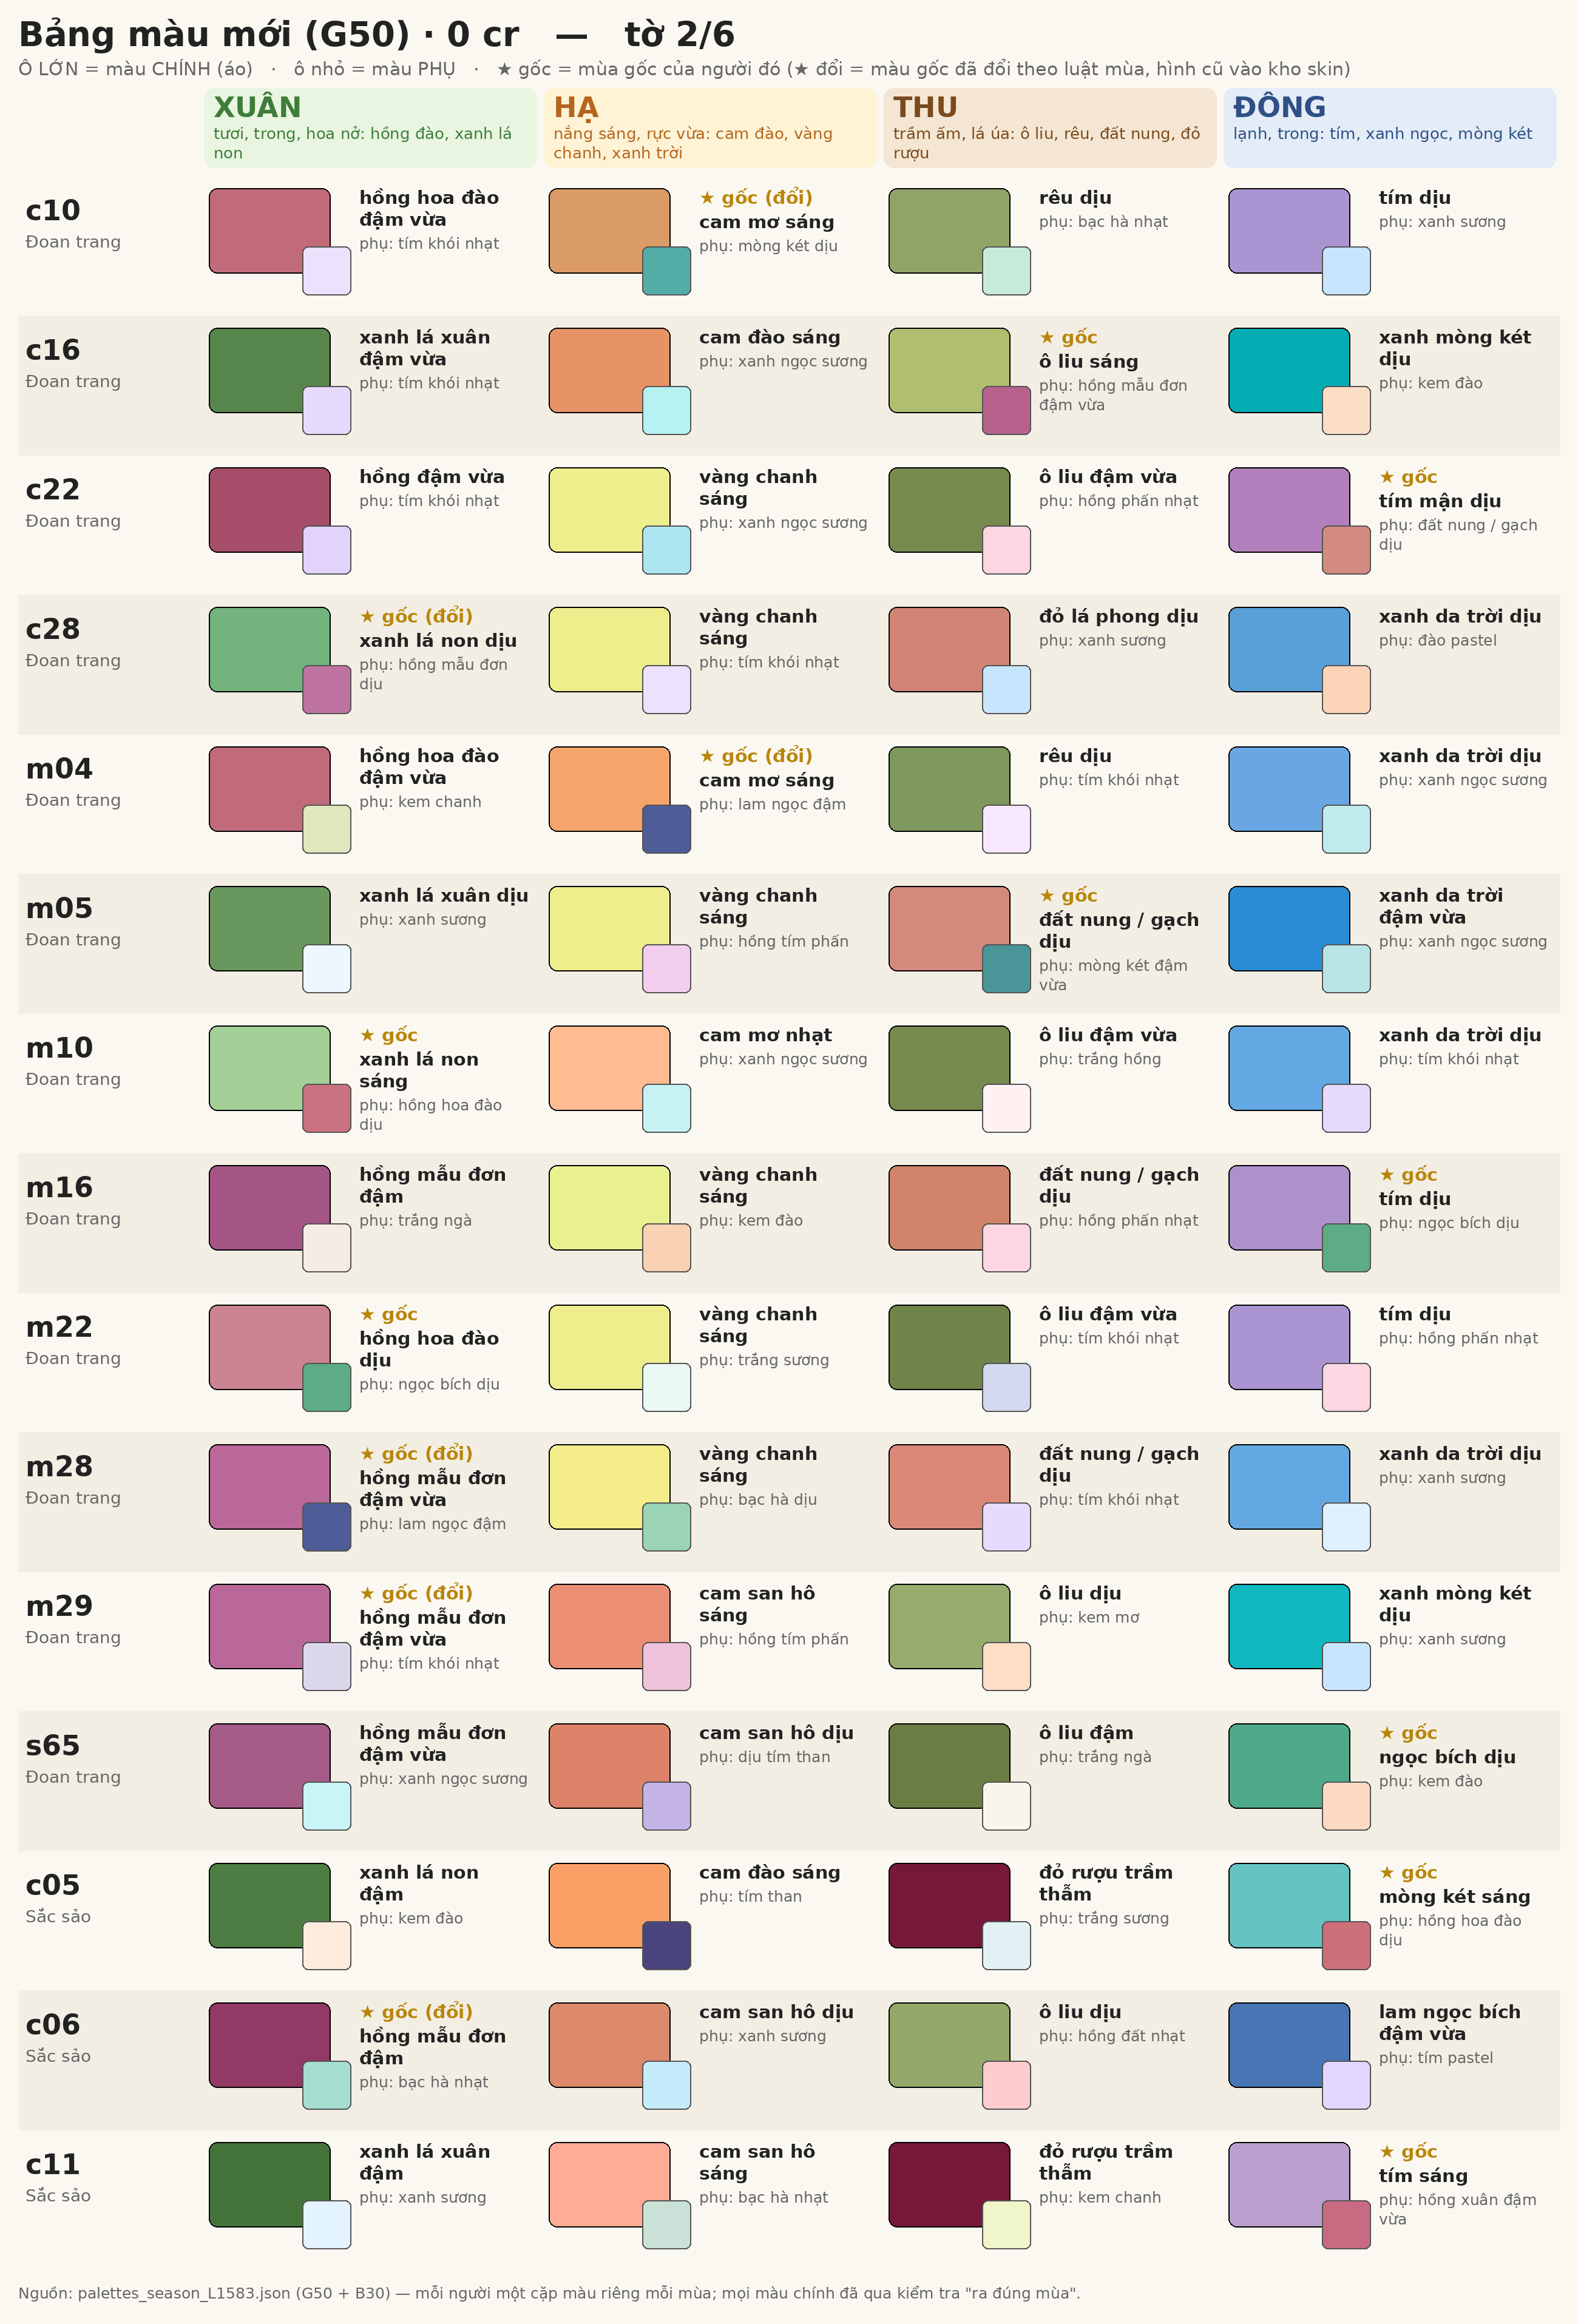 Bảng màu mới (G50) · 0 cr — tờ 2/6
Ô LỚN = màu CHÍNH (áo) · ô nhỏ = màu PHỤ · ★ gốc = mùa gốc của người đó (★ đổi = màu gốc đã đổi theo luật mùa, hình cũ vào kho skin)
XUÂN
tươi, trong, hoa nở: hồng đào, xanh lá
non
HẠ
nắng sáng, rực vừa: cam đào, vàng
chanh, xanh trời
THU
trầm ấm, lá úa: ô liu, rêu, đất nung, đỏ
rượu
ĐÔNG
lạnh, trong: tím, xanh ngọc, mòng két
c10
Đoan trang
hồng hoa đào
đậm vừa
phụ: tím khói nhạt
★ gốc (đổi)
cam mơ sáng
phụ: mòng két dịu
rêu dịu
phụ: bạc hà nhạt
tím dịu
phụ: xanh sương
c16
Đoan trang
xanh lá xuân
đậm vừa
phụ: tím khói nhạt
cam đào sáng
phụ: xanh ngọc sương
★ gốc
ô liu sáng
phụ: hồng mẫu đơn
đậm vừa
xanh mòng két
dịu
phụ: kem đào
c22
Đoan trang
hồng đậm vừa
phụ: tím khói nhạt
vàng chanh
sáng
phụ: xanh ngọc sương
ô liu đậm vừa
phụ: hồng phấn nhạt
★ gốc
tím mận dịu
phụ: đất nung / gạch
dịu
c28
Đoan trang
★ gốc (đổi)
xanh lá non dịu
phụ: hồng mẫu đơn
dịu
vàng chanh
sáng
phụ: tím khói nhạt
đỏ lá phong dịu
phụ: xanh sương
xanh da trời dịu
phụ: đào pastel
m04
Đoan trang
hồng hoa đào
đậm vừa
phụ: kem chanh
★ gốc (đổi)
cam mơ sáng
phụ: lam ngọc đậm
rêu dịu
phụ: tím khói nhạt
xanh da trời dịu
phụ: xanh ngọc sương
m05
Đoan trang
xanh lá xuân dịu
phụ: xanh sương
vàng chanh
sáng
phụ: hồng tím phấn
★ gốc
đất nung / gạch
dịu
phụ: mòng két đậm
vừa
xanh da trời
đậm vừa
phụ: xanh ngọc sương
m10
Đoan trang
★ gốc
xanh lá non
sáng
phụ: hồng hoa đào
dịu
cam mơ nhạt
phụ: xanh ngọc sương
ô liu đậm vừa
phụ: trắng hồng
xanh da trời dịu
phụ: tím khói nhạt
m16
Đoan trang
hồng mẫu đơn
đậm
phụ: trắng ngà
vàng chanh
sáng
phụ: kem đào
đất nung / gạch
dịu
phụ: hồng phấn nhạt
★ gốc
tím dịu
phụ: ngọc bích dịu
m22
Đoan trang
★ gốc
hồng hoa đào
dịu
phụ: ngọc bích dịu
vàng chanh
sáng
phụ: trắng sương
ô liu đậm vừa
phụ: tím khói nhạt
tím dịu
phụ: hồng phấn nhạt
m28
Đoan trang
★ gốc (đổi)
hồng mẫu đơn
đậm vừa
phụ: lam ngọc đậm
vàng chanh
sáng
phụ: bạc hà dịu
đất nung / gạch
dịu
phụ: tím khói nhạt
xanh da trời dịu
phụ: xanh sương
m29
Đoan trang
★ gốc (đổi)
hồng mẫu đơn
đậm vừa
phụ: tím khói nhạt
cam san hô
sáng
phụ: hồng tím phấn
ô liu dịu
phụ: kem mơ
xanh mòng két
dịu
phụ: xanh sương
s65
Đoan trang
hồng mẫu đơn
đậm vừa
phụ: xanh ngọc sương
cam san hô dịu
phụ: dịu tím than
ô liu đậm
phụ: trắng ngà
★ gốc
ngọc bích dịu
phụ: kem đào
c05
Sắc sảo
xanh lá non
đậm
phụ: kem đào
cam đào sáng
phụ: tím than
đỏ rượu trầm
thẫm
phụ: trắng sương
★ gốc
mòng két sáng
phụ: hồng hoa đào
dịu
c06
Sắc sảo
★ gốc (đổi)
hồng mẫu đơn
đậm
phụ: bạc hà nhạt
cam san hô dịu
phụ: xanh sương
ô liu dịu
phụ: hồng đất nhạt
lam ngọc bích
đậm vừa
phụ: tím pastel
c11
Sắc sảo
xanh lá xuân
đậm
phụ: xanh sương
cam san hô
sáng
phụ: bạc hà nhạt
đỏ rượu trầm
thẫm
phụ: kem chanh
★ gốc
tím sáng
phụ: hồng xuân đậm
vừa
Nguồn: palettes_season_L1583.json (G50 + B30) — mỗi người một cặp màu riêng mỗi mùa; mọi màu chính đã qua kiểm tra "ra đúng mùa".